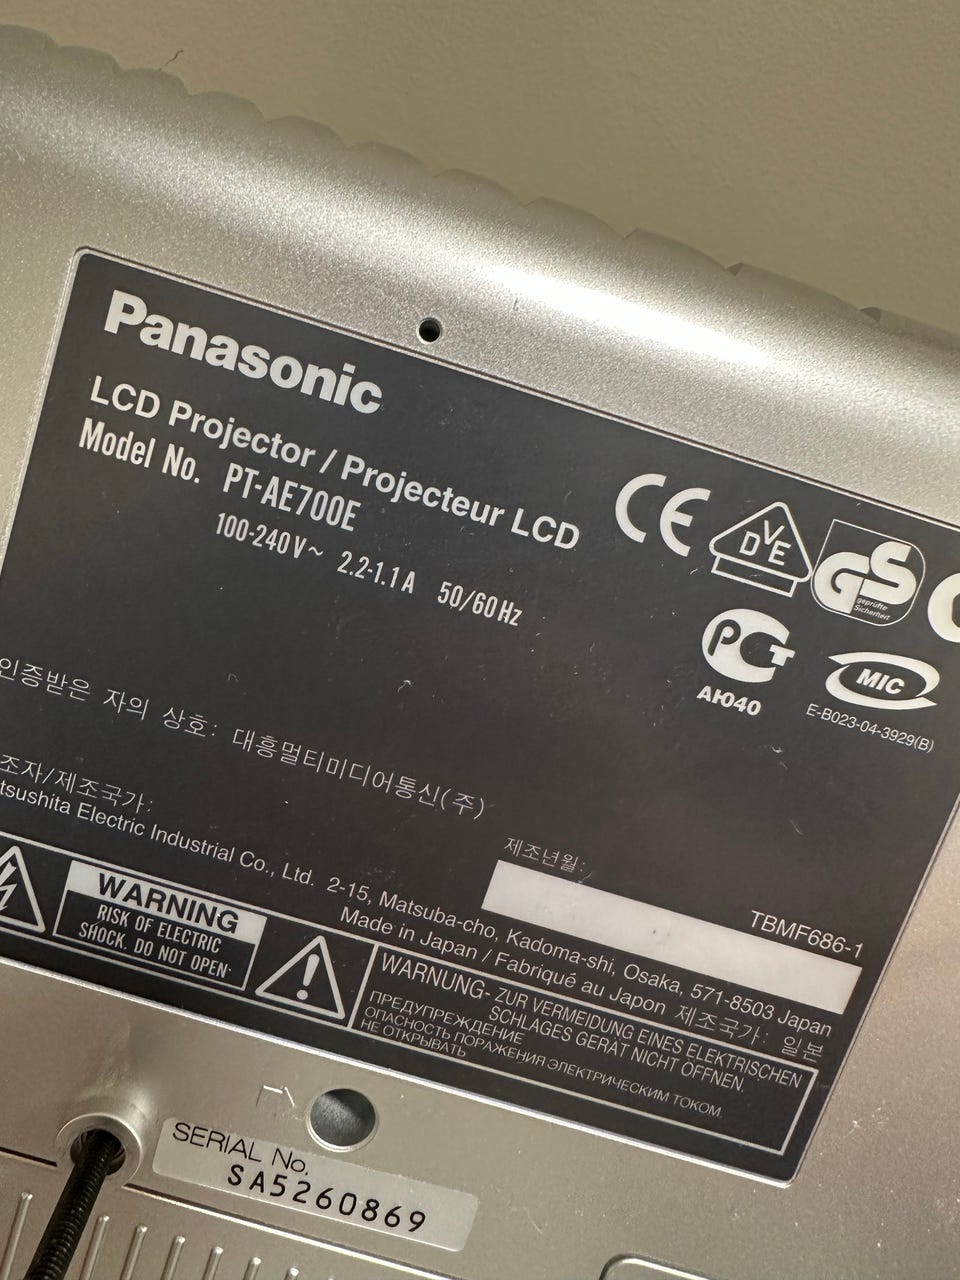 Panasonic
LCD Projector / Projecteur LCD
Model No. PT-AE700E
100-240V~ 2.2-1.1A 50/60Hz
CE
DVE
GS
geprüfte
Sicherheit
PCT
АЮ40
MIC
E-B023-04-3929(B)
인증받은 자의 상호: 대흥멀티미디어통신(주)
조자/제조국가:
tsushita Electric Industrial Co., Ltd. 2-15, Matsuba-cho, Kadoma-shi, Osaka, 571-8503 Japan
제조년월:
TBMF686-1
Made in Japan / Fabriqué au Japon 제조국가: 일본
WARNING
RISK OF ELECTRIC
SHOCK. DO NOT OPEN.
WARNUNG- ZUR VERMEIDUNG EINES ELEKTRISCHEN
SCHLAGES GERÄT NICHT ÖFFNEN.
ПРЕДУПРЕЖДЕНИЕ
ОПАСНОСТЬ ПОРАЖЕНИЯ ЭЛЕКТРИЧЕСКИМ ТОКОМ.
НЕ ОТКРЫВАТЬ
SERIAL No.
SA5260869